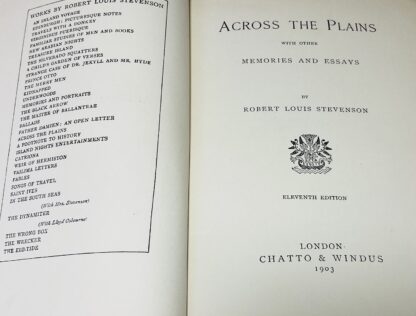 WORKS BY ROBERT LOUIS STEVENSON
AN INLAND VOYAGE
EDINBURGH: PICTURESQUE NOTES
TRAVELS WITH A DONKEY
VIRGINIBUS PUERISQUE
FAMILIAR STUDIES OF MEN AND BOOKS
NEW ARABIAN NIGHTS
TREASURE ISLAND
THE SILVERADO SQUATTERS
A CHILD'S GARDEN OF VERSES
STRANGE CASE OF DR. JEKYLL AND MR. HYDE
PRINCE OTTO
THE MERRY MEN
KIDNAPPED
UNDERWOODS
MEMORIES AND PORTRAITS
THE BLACK ARROW
THE MASTER OF BALLANTRAE
BALLADS
FATHER DAMIEN: AN OPEN LETTER
ACROSS THE PLAINS
A FOOTNOTE TO HISTORY
ISLAND NIGHTS ENTERTAINMENTS
CATRIONA
WEIR OF HERMISTON
VAILIMA LETTERS
FABLES
SONGS OF TRAVEL
SAINT IVES
IN THE SOUTH SEAS
(With Mrs. Stevenson)
THE DYNAMITER
(With Lloyd Osbourne)
THE WRONG BOX
THE WRECKER
THE EBB-TIDE
ACROSS THE PLAINS
WITH OTHER
MEMORIES AND ESSAYS
BY
ROBERT LOUIS STEVENSON
ELEVENTH EDITION
LONDON
CHATTO & WINDUS
1903